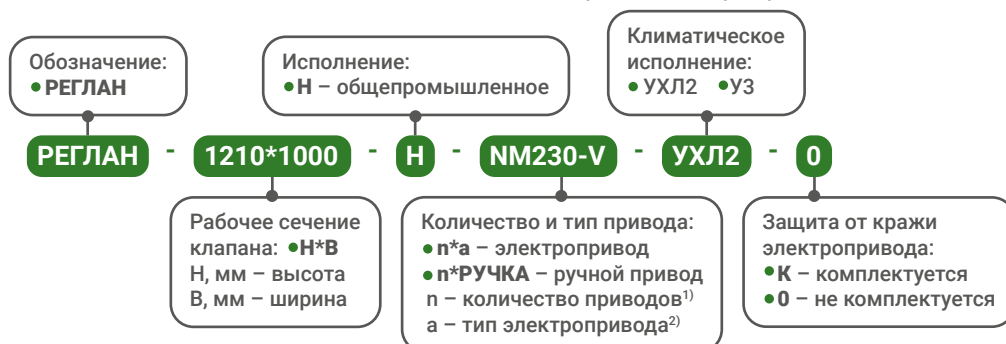 Обозначение:
•РЕГЛАН
Исполнение:
•Н – общепромышленное
Климатическое
исполнение:
• УХЛ2 •У3
РЕГЛАН - 1210*1000 - Н - NM230-V - УХЛ2 - 0
Рабочее сечение
клапана: •H*B
Н, мм – высота
В, мм – ширина
Количество и тип привода:
•n*a – электропривод
•n*РУЧКА – ручной привод
n – количество приводов¹⁾
a – тип электропривода²⁾
Защита от кражи
электропривода:
•К – комплектуется
•0 – не комплектуется